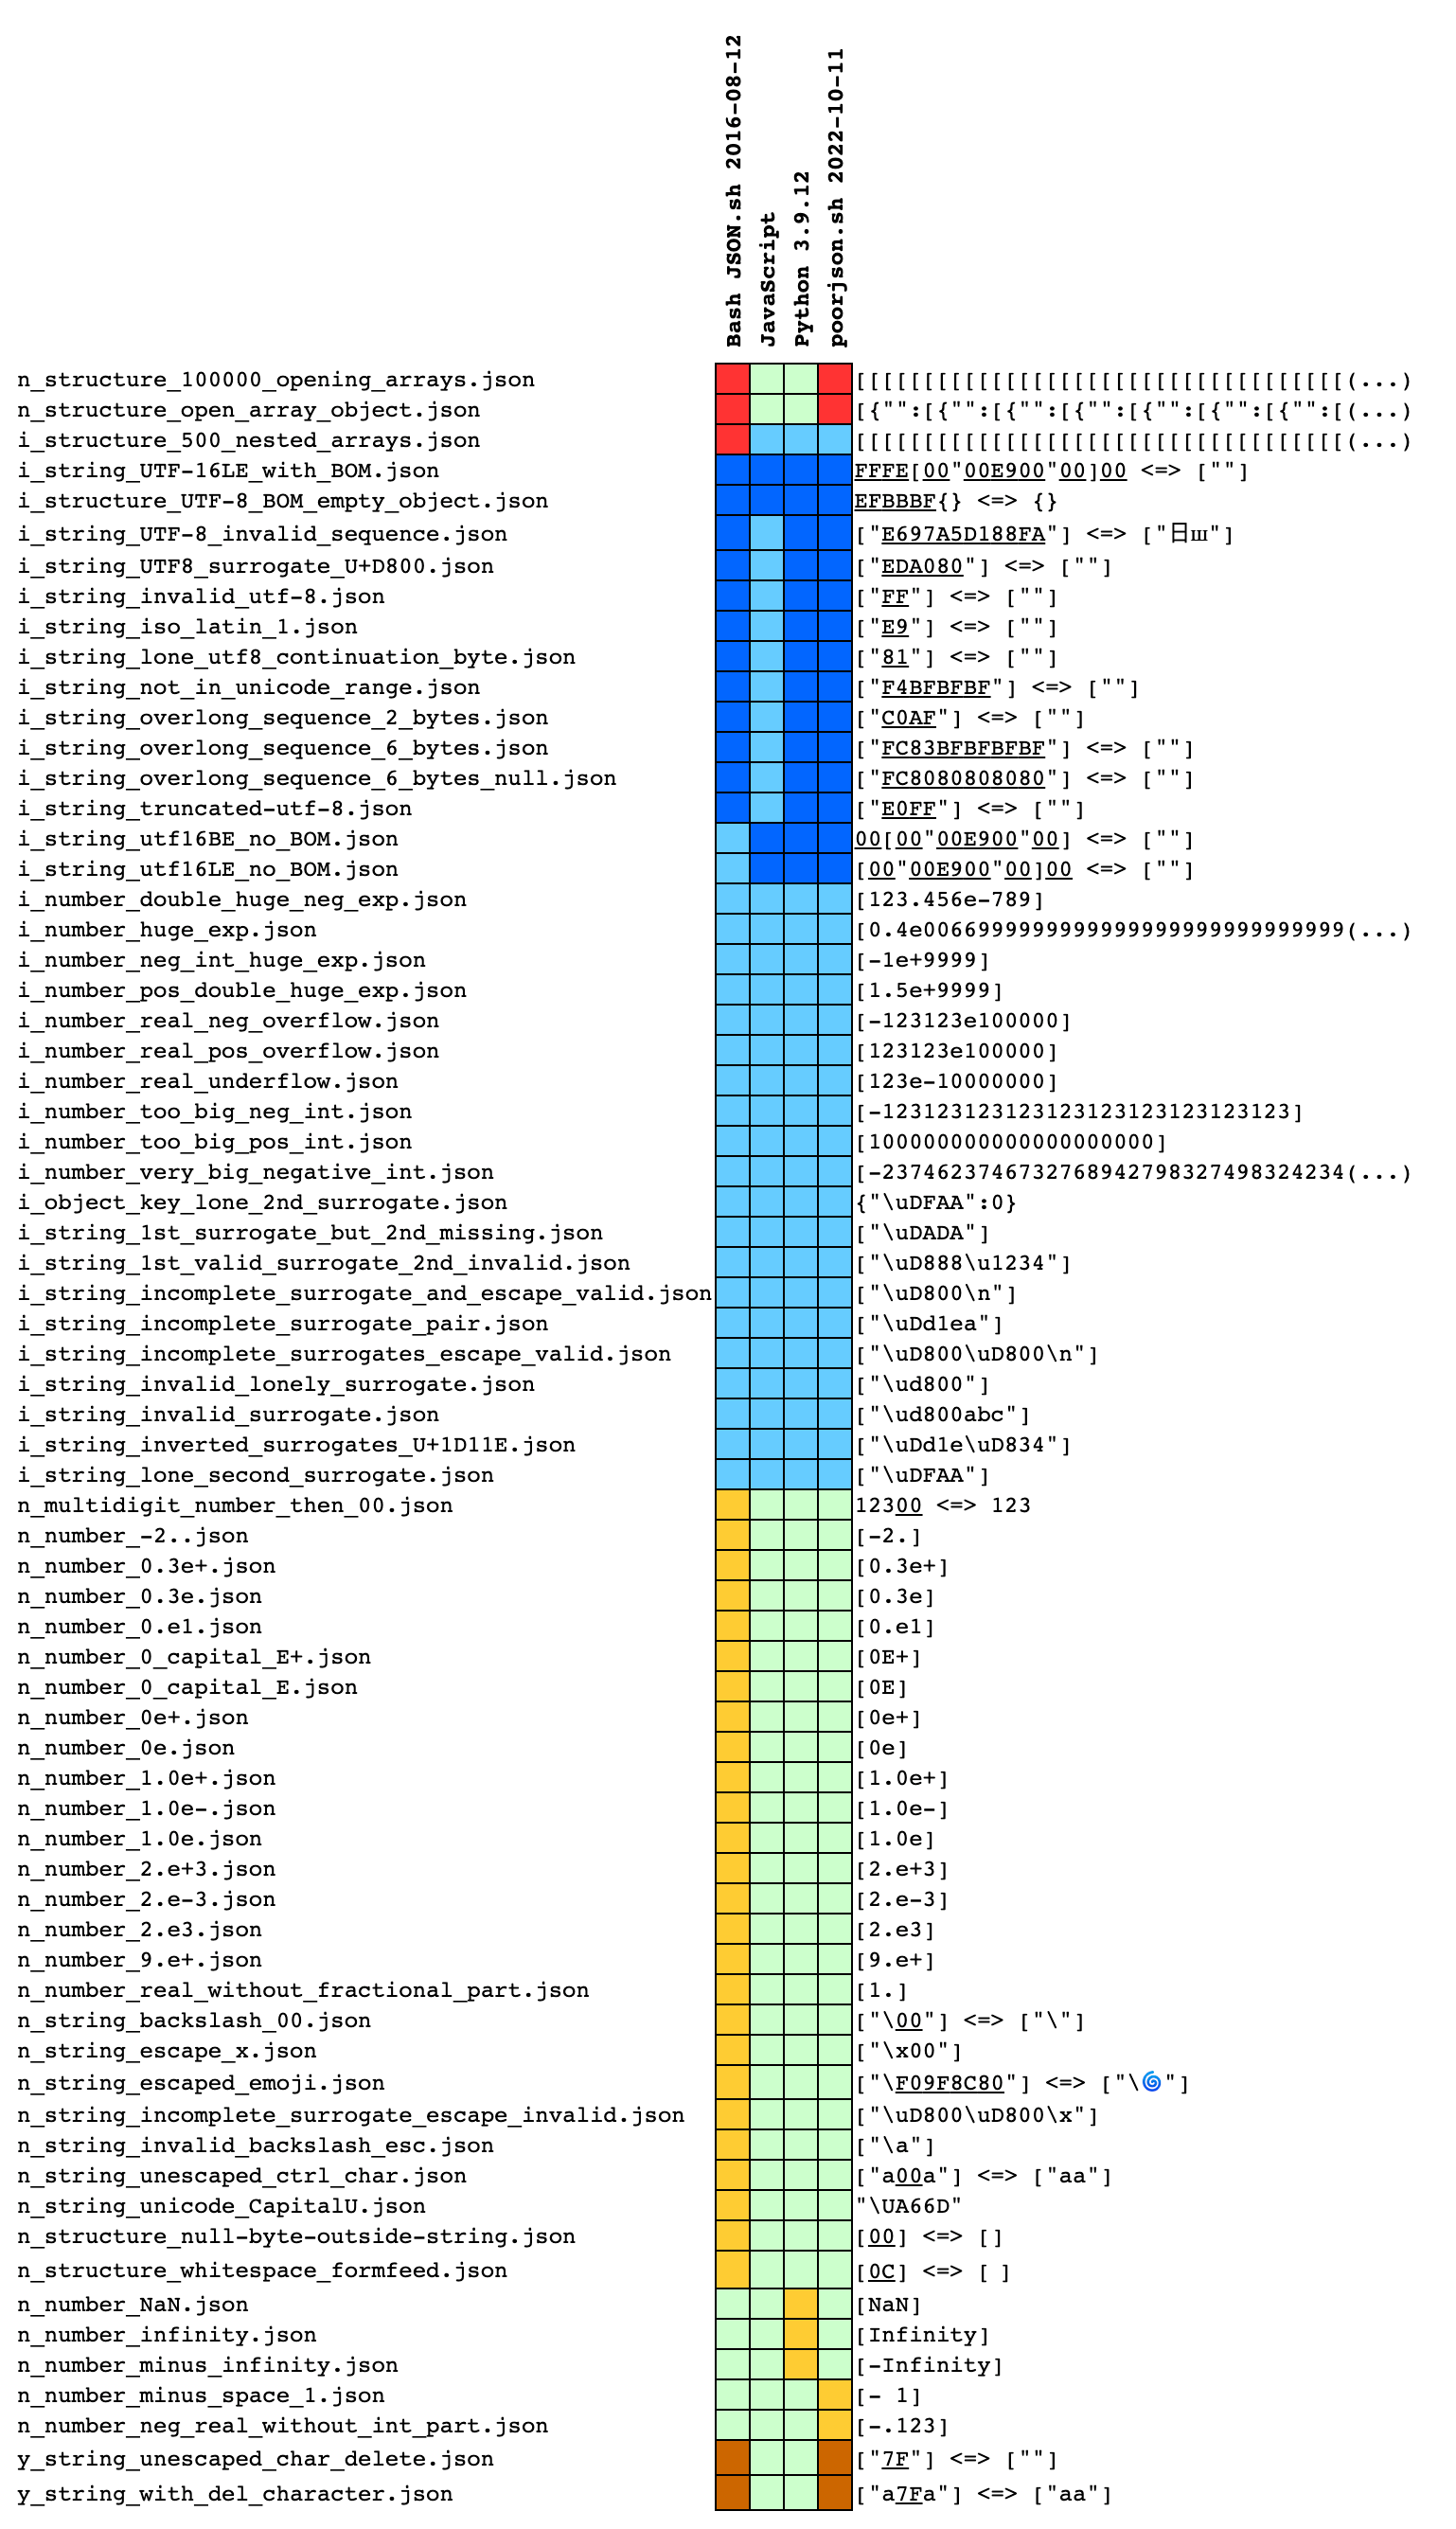 Bash JSON.sh 2016-08-12
JavaScript
Python 3.9.12
poorjson.sh 2022-10-11
n_structure_100000_opening_arrays.json [[[[[[[[[[[[[[[[[[[[[[[[[[[[[[[[[[[[(...)
n_structure_open_array_object.json [{"":[{"":[{"":[{"":[{"":[{"":[{"":[(...)
i_structure_500_nested_arrays.json [[[[[[[[[[[[[[[[[[[[[[[[[[[[[[[[[[[[(...)
i_string_UTF-16LE_with_BOM.json FFFE[00"00E900"00]00 <=> [""]
i_structure_UTF-8_BOM_empty_object.json EFBBBF{} <=> {}
i_string_UTF-8_invalid_sequence.json ["E697A5D188FA"] <=> ["日ш"]
i_string_UTF8_surrogate_U+D800.json ["EDA080"] <=> [""]
i_string_invalid_utf-8.json ["FF"] <=> [""]
i_string_iso_latin_1.json ["E9"] <=> [""]
i_string_lone_utf8_continuation_byte.json ["81"] <=> [""]
i_string_not_in_unicode_range.json ["F4BFBFBF"] <=> [""]
i_string_overlong_sequence_2_bytes.json ["C0AF"] <=> [""]
i_string_overlong_sequence_6_bytes.json ["FC83BFBFBFBF"] <=> [""]
i_string_overlong_sequence_6_bytes_null.json ["FC8080808080"] <=> [""]
i_string_truncated-utf-8.json ["E0FF"] <=> [""]
i_string_utf16BE_no_BOM.json 00[00"00E900"00] <=> [""]
i_string_utf16LE_no_BOM.json [00"00E900"00]00 <=> [""]
i_number_double_huge_neg_exp.json [123.456e-789]
i_number_huge_exp.json [0.4e00669999999999999999999999999999(...)
i_number_neg_int_huge_exp.json [-1e+9999]
i_number_pos_double_huge_exp.json [1.5e+9999]
i_number_real_neg_overflow.json [-123123e100000]
i_number_real_pos_overflow.json [123123e100000]
i_number_real_underflow.json [123e-10000000]
i_number_too_big_neg_int.json [-123123123123123123123123123123]
i_number_too_big_pos_int.json [100000000000000000000]
i_number_very_big_negative_int.json [-2374623746732768942798327498324234(...)
i_object_key_lone_2nd_surrogate.json {"\uDFAA":0}
i_string_1st_surrogate_but_2nd_missing.json ["\uDADA"]
i_string_1st_valid_surrogate_2nd_invalid.json ["\uD888\u1234"]
i_string_incomplete_surrogate_and_escape_valid.json ["\uD800\n"]
i_string_incomplete_surrogate_pair.json ["\uDd1ea"]
i_string_incomplete_surrogates_escape_valid.json ["\uD800\uD800\n"]
i_string_invalid_lonely_surrogate.json ["\ud800"]
i_string_invalid_surrogate.json ["\ud800abc"]
i_string_inverted_surrogates_U+1D11E.json ["\uDd1e\uD834"]
i_string_lone_second_surrogate.json ["\uDFAA"]
n_multidigit_number_then_00.json 12300 <=> 123
n_number_-2..json [-2.]
n_number_0.3e+.json [0.3e+]
n_number_0.3e.json [0.3e]
n_number_0.e1.json [0.e1]
n_number_0_capital_E+.json [0E+]
n_number_0_capital_E.json [0E]
n_number_0e+.json [0e+]
n_number_0e.json [0e]
n_number_1.0e+.json [1.0e+]
n_number_1.0e-.json [1.0e-]
n_number_1.0e.json [1.0e]
n_number_2.e+3.json [2.e+3]
n_number_2.e-3.json [2.e-3]
n_number_2.e3.json [2.e3]
n_number_9.e+.json [9.e+]
n_number_real_without_fractional_part.json [1.]
n_string_backslash_00.json ["\00"] <=> ["\"]
n_string_escape_x.json ["\x00"]
n_string_escaped_emoji.json ["\F09F8C80"] <=> ["\🌀"]
n_string_incomplete_surrogate_escape_invalid.json ["\uD800\uD800\x"]
n_string_invalid_backslash_esc.json ["\a"]
n_string_unescaped_ctrl_char.json ["a00a"] <=> ["aa"]
n_string_unicode_CapitalU.json "\UA66D"
n_structure_null-byte-outside-string.json [00] <=> []
n_structure_whitespace_formfeed.json [0C] <=> [ ]
n_number_NaN.json [NaN]
n_number_infinity.json [Infinity]
n_number_minus_infinity.json [-Infinity]
n_number_minus_space_1.json [- 1]
n_number_neg_real_without_int_part.json [-.123]
y_string_unescaped_char_delete.json ["7F"] <=> [""]
y_string_with_del_character.json ["a7Fa"] <=> ["aa"]